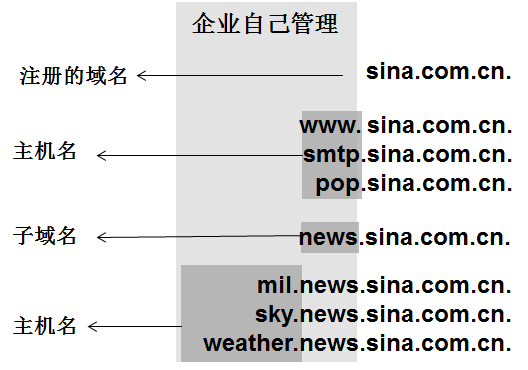 企业自己管理
注册的域名 sina.com.cn.
www. sina.com.cn.
主机名 smtp.sina.com.cn.
pop.sina.com.cn.
子域名 news.sina.com.cn.
mil.news.sina.com.cn.
sky.news.sina.com.cn.
主机名 weather.news.sina.com.cn.